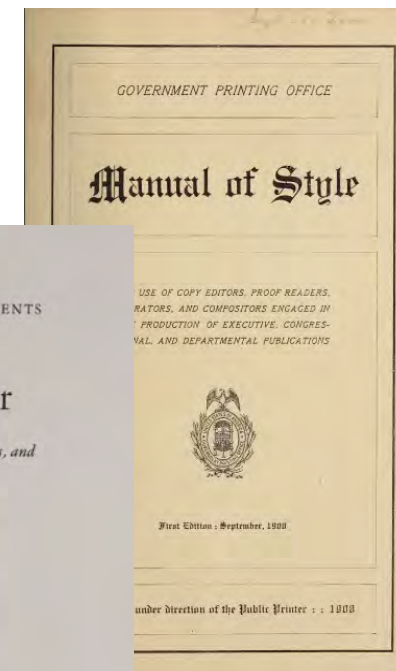 GOVERNMENT PRINTING OFFICE
Manual of Style
USE OF COPY EDITORS, PROOF READERS,
RATORS, AND COMPOSITORS ENGAGED IN
PRODUCTION OF EXECUTIVE, CONGRES-
NAL, AND DEPARTMENTAL PUBLICATIONS
First Edition : September, 1908
under direction of the Public Printer : : 1908
ENTS
r
s, and